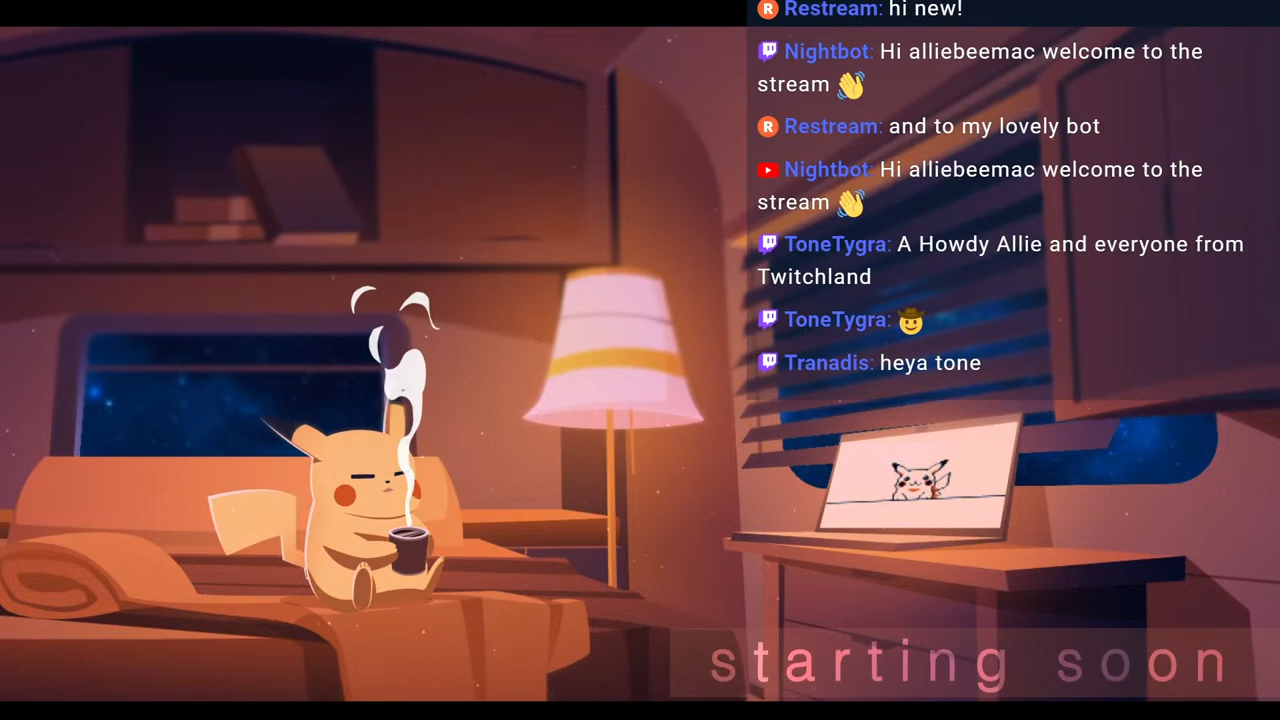 Restream: hi new!
Nightbot: Hi alliebeemac welcome to the
stream 👋
Restream: and to my lovely bot
Nightbot: Hi alliebeemac welcome to the
stream 👋
ToneTygra: A Howdy Allie and everyone from
Twitchland
ToneTygra: 🤠
Tranadis: heya tone
starting soon